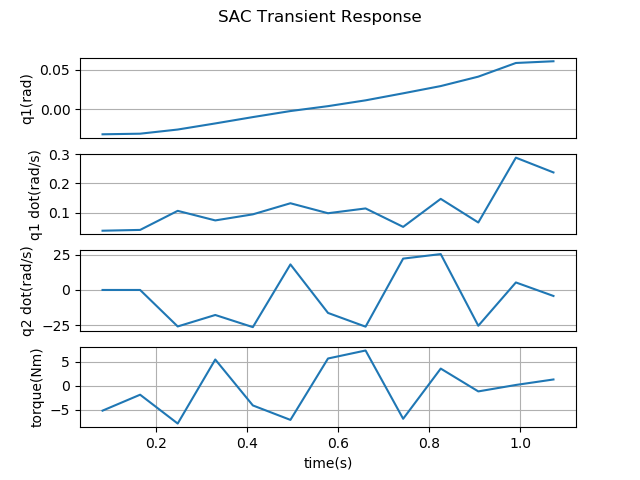 SAC Transient Response
q1(rad)
0.05
0.00
q1 dot(rad/s)
0.3
0.2
0.1
q2 dot(rad/s)
25
0
−25
torque(Nm)
5
0
−5
0.2 0.4 0.6 0.8 1.0
time(s)